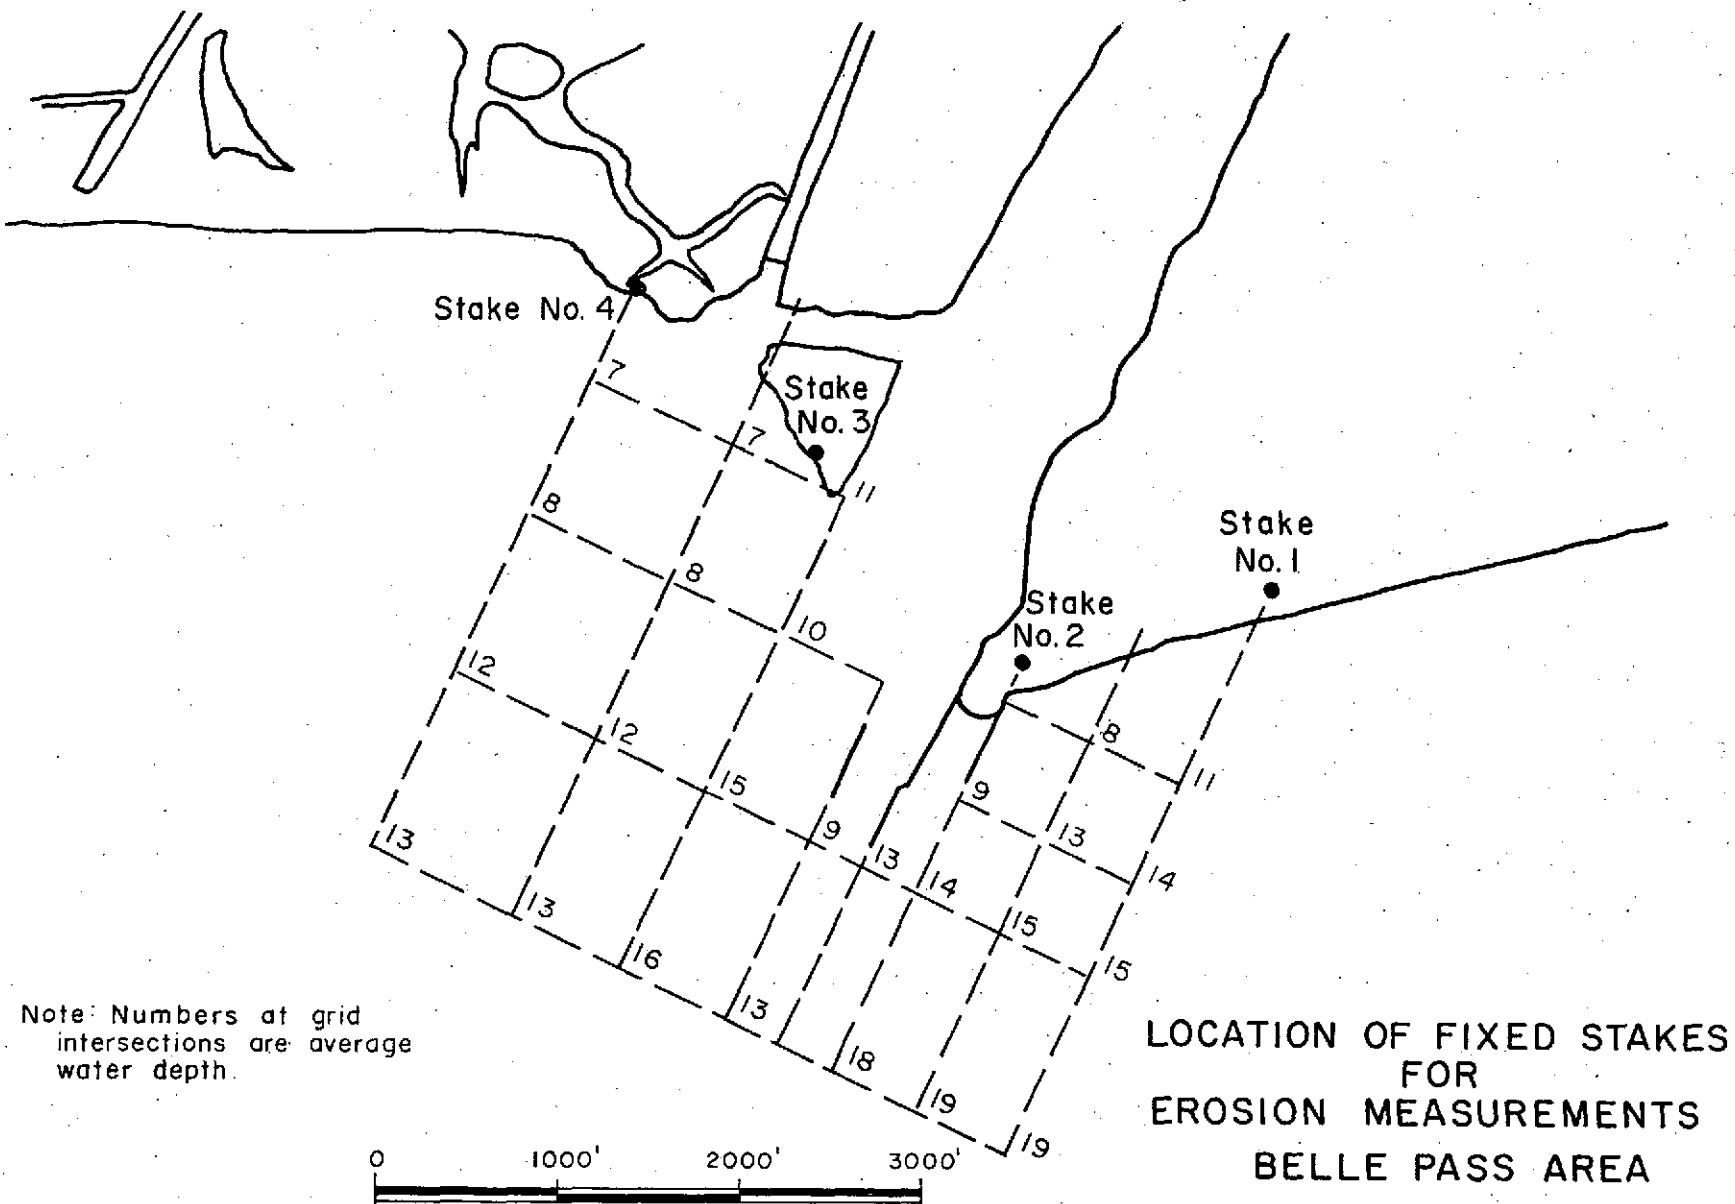 Stake No. 4
7
Stake
No. 3
7
11
8
8
10
Stake
No. 1
Stake
No. 2
12
12
15
9
13
8
11
9
13
14
14
15
15
13
13
16
13
18
19
19
Note: Numbers at grid
intersections are average
water depth.
0 1000' 2000' 3000'
LOCATION OF FIXED STAKES
FOR
EROSION MEASUREMENTS
BELLE PASS AREA